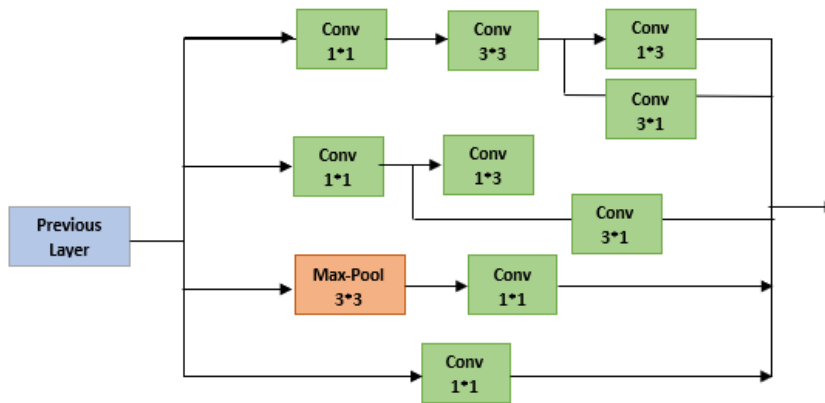 Conv
1*1
Conv
3*3
Conv
1*3
Conv
3*1
Conv
1*1
Conv
1*3
Conv
3*1
Previous
Layer
Max-Pool
3*3
Conv
1*1
Conv
1*1